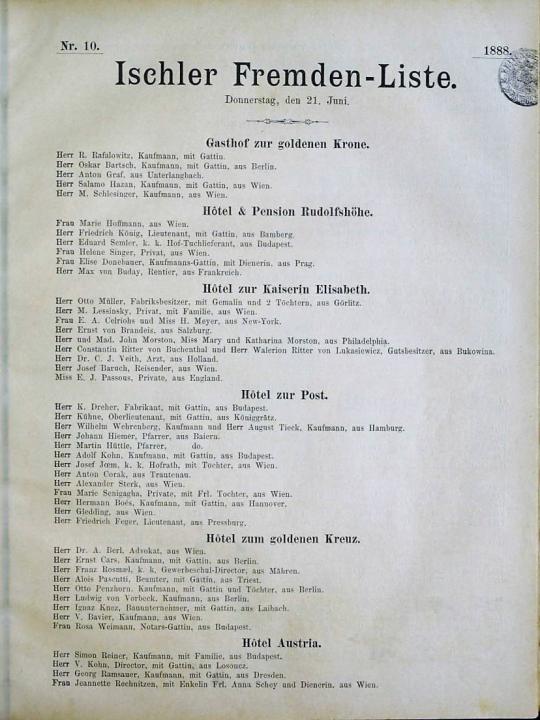 Nr. 10.
1888.
Ischler Fremden-Liste.
Donnerstag, den 21. Juni.
Gasthof zur goldenen Krone.
Herr R. Rafalowitz, Kaufmann, mit Gattin.
Herr Oskar Bartsch, Kaufmann, mit Gattin, aus Berlin.
Herr Anton Graf, aus Unterlangbach.
Herr Salamo Hazan, Kaufmann, mit Gattin, aus Wien.
Herr M. Schlesinger, Kaufmann, aus Wien.
Hôtel & Pension Rudolfshöhe.
Frau Marie Hoffmann, aus Wien.
Herr Friedrich König, Lieutenant, mit Gattin, aus Bamberg.
Herr Eduard Semler, k. k. Hof-Tuchlieferant, aus Budapest.
Frau Helene Singer, Privat, aus Wien.
Frau Elise Donebauer, Kaufmanns-Gattin, mit Dienerin, aus Prag.
Herr Max von Buday, Rentier, aus Frankreich.
Hôtel zur Kaiserin Elisabeth.
Herr Otto Müller, Fabriksbesitzer, mit Gemalin und 2 Töchtern, aus Görlitz.
Herr M. Lessinsky, Privat, mit Familie, aus Wien.
Frau E. A. Oelrichs und Miss H. Meyer, aus New-York.
Herr Ernst von Brandeis, aus Salzburg.
Herr und Mad. John Morston, Miss Mary und Katharina Morston, aus Philadelphia.
Herr Constantin Ritter von Buchenthal und Herr Walerion Ritter von Lukasiewicz, Gutsbesitzer, aus Bukowina.
Herr Dr. C. J. Veith, Arzt, aus Holland.
Herr Josef Baruch, Reisender, aus Wien.
Miss E. J. Passous, Private, aus England.
Hôtel zur Post.
Herr K. Dreher, Fabrikant, mit Gattin, aus Budapest.
Herr Kühne, Oberlieutenant, mit Gattin, aus Königgrätz.
Herr Wilhelm Wehrenberg, Kaufmann und Herr August Tieck, Kaufmann, aus Hamburg.
Herr Johann Hiemer, Pfarrer, aus Baiern.
Herr Martin Hüttle, Pfarrer, do.
Herr Adolf Kohn, Kaufmann, mit Gattin, aus Budapest.
Herr Josef Jœm, k. k. Hofrath, mit Tochter, aus Wien.
Herr Anton Corak, aus Trautenau.
Herr Alexander Sterk, aus Wien.
Frau Marie Senigaglia, Private, mit Frl. Tochter, aus Wien.
Herr Hermann Boés, Kaufmann, mit Gattin, aus Hannover.
Herr Gledding, aus Wien.
Herr Friedrich Feger, Lieutenant, aus Pressburg.
Hôtel zum goldenen Kreuz.
Herr Dr. A. Berl, Advokat, aus Wien.
Herr Ernst Cars, Kaufmann, mit Gattin, aus Berlin.
Herr Franz Rosmæl, k. k. Gewerbeschul-Director, aus Mähren.
Herr Alois Pascutti, Beamter, mit Gattin, aus Triest.
Herr Otto Penzhorn, Kaufmann, mit Gattin und Töchter, aus Berlin.
Herr Ludwig von Vorbeck, Kaufmann, aus Berlin.
Herr Ignaz Knez, Bauunternehmer, mit Gattin, aus Laibach.
Herr V. Bavier, Kaufmann, aus Wien.
Frau Rosa Weimann, Notars-Gattin, aus Budapest.
Hôtel Austria.
Herr Simon Reiner, Kaufmann, mit Familie, aus Budapest.
Herr V. Kohn, Director, mit Gattin, aus Losoncz.
Herr Georg Ramsauer, Kaufmann, mit Gattin, aus Dresden.
Frau Jeannette Rechnitzen, mit Enkelin Frl. Anna Schey und Dienerin, aus Wien.